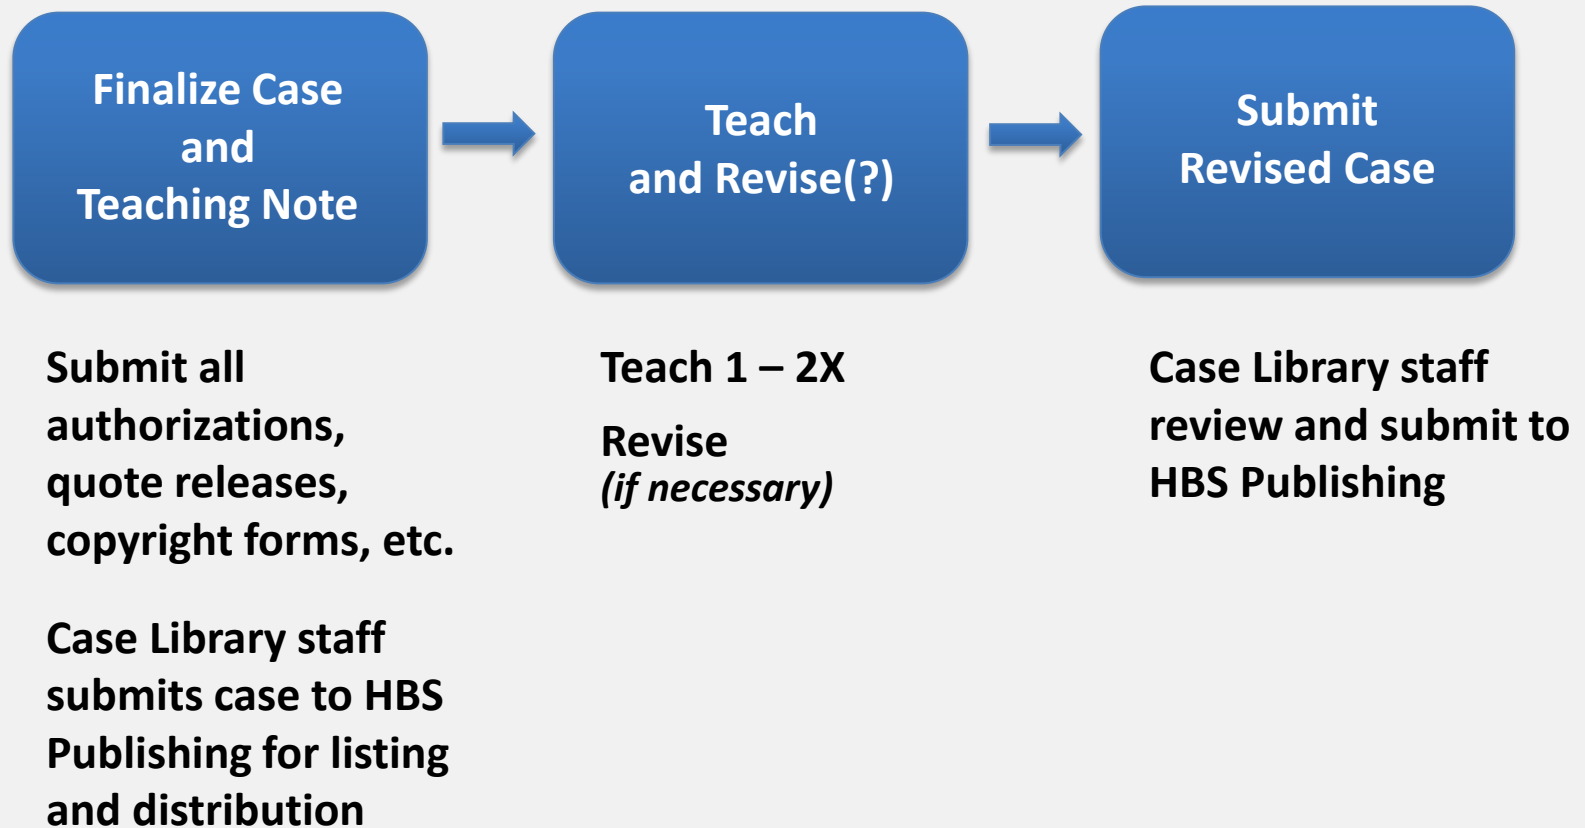 Finalize Case
and
Teaching Note
Teach
and Revise(?)
Submit
Revised Case
Submit all
authorizations,
quote releases,
copyright forms, etc.
Case Library staff
submits case to HBS
Publishing for listing
and distribution
Teach 1 – 2X
Revise
(if necessary)
Case Library staff
review and submit to
HBS Publishing